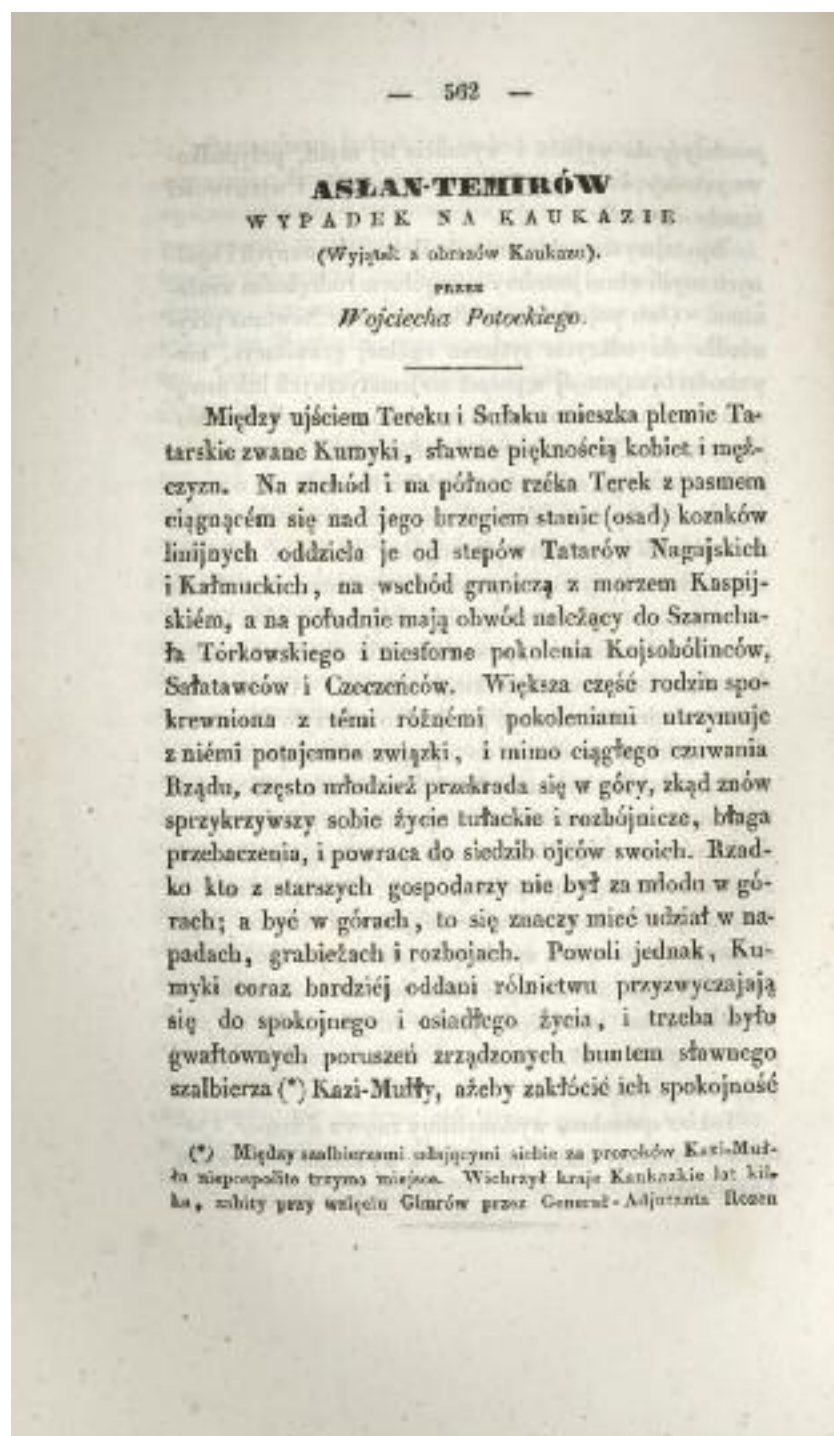 — 562 —
ASŁAN-TEMIRÓW
WYPADEK NA KAUKAZIE
(Wyjątek z obrazów Kaukazu).
PRZEZ
Wojciecha Potockiego.
Między ujściem Tereku i Sułaku mieszka plemie Ta-
tarskie zwane Kumyki, sławne pięknością kobiet i męż-
czyzn. Na zachód i na północ rzéka Terek z pasmem
ciągnącém się nad jego brzegiem stanic (osad) kozaków
linijnych oddziela je od stepów Tatarów Nagajskich
i Kałmuckich, na wschód graniczą z morzem Kaspij-
skiém, a na południe mają obwód należący do Szamcha-
ła Tórkowskiego i niesforne pokolenia Kojsobólinców,
Sałatawców i Czeczeńców. Większa część rodzin spo-
krewniona z témi różnémi pokoleniami utrzymuje
z niémi potajemne związki, i mimo ciągłego czuwania
Rządu, często młodzież przekrada się w góry, zkąd znów
sprzykrzywszy sobie życie tułackie i rozbójnicze, błaga
przebaczenia, i powraca do siedzib ojców swoich. Rzad-
ko kto z starszych gospodarzy nie był za młodu w gó-
rach; a być w górach, to się znaczy mieć udział w na-
padach, grabieżach i rozbojach. Powoli jednak, Ku-
myki coraz bardziéj oddani rólnictwu przyzwyczajają
się do spokojnego i osiadłego życia, i trzeba było
gwałtownych poruszeń zrządzonych buntem sławnego
szalbierza (*) Kazi-Mułły, ażeby zakłócić ich spokojność
(*) Między szalbierzami udającymi siebie za proroków Kazi-Muł-
ła niepospolite trzyma miejsce. Wichrzył kraje Kaukazkie lat kil-
ka, zabity przy wzięciu Gimrów przez Generał-Adjutanta Rozen